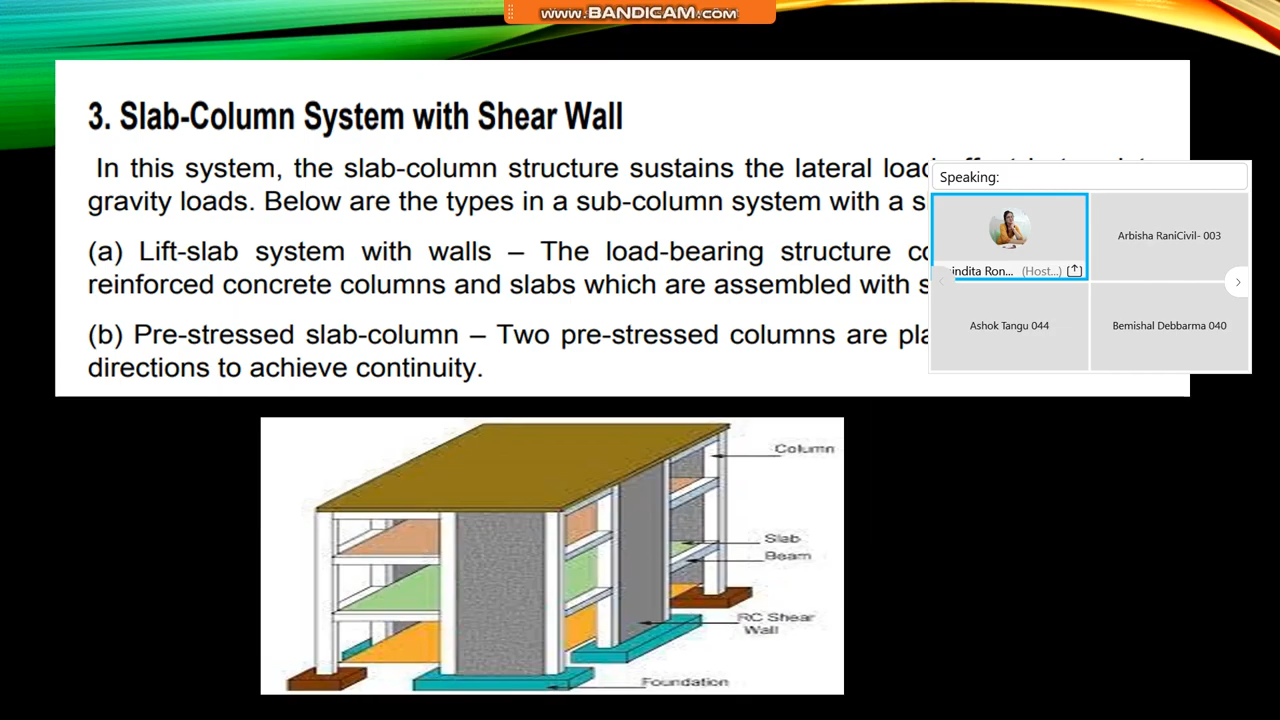 www.BANDICAM.com
3. Slab-Column System with Shear Wall
In this system, the slab-column structure sustains the lateral
gravity loads. Below are the types in a sub-column system with a
(a) Lift-slab system with walls – The load-bearing structure
reinforced concrete columns and slabs which are assembled with
(b) Pre-stressed slab-column – Two pre-stressed columns are
directions to achieve continuity.
Speaking:
Arbisha RaniCivil- 003
indita Ron... (Host...)
Ashok Tangu 044
Bemishal Debbarma 040
Column
Slab
Beam
RC Shear
Wall
Foundation